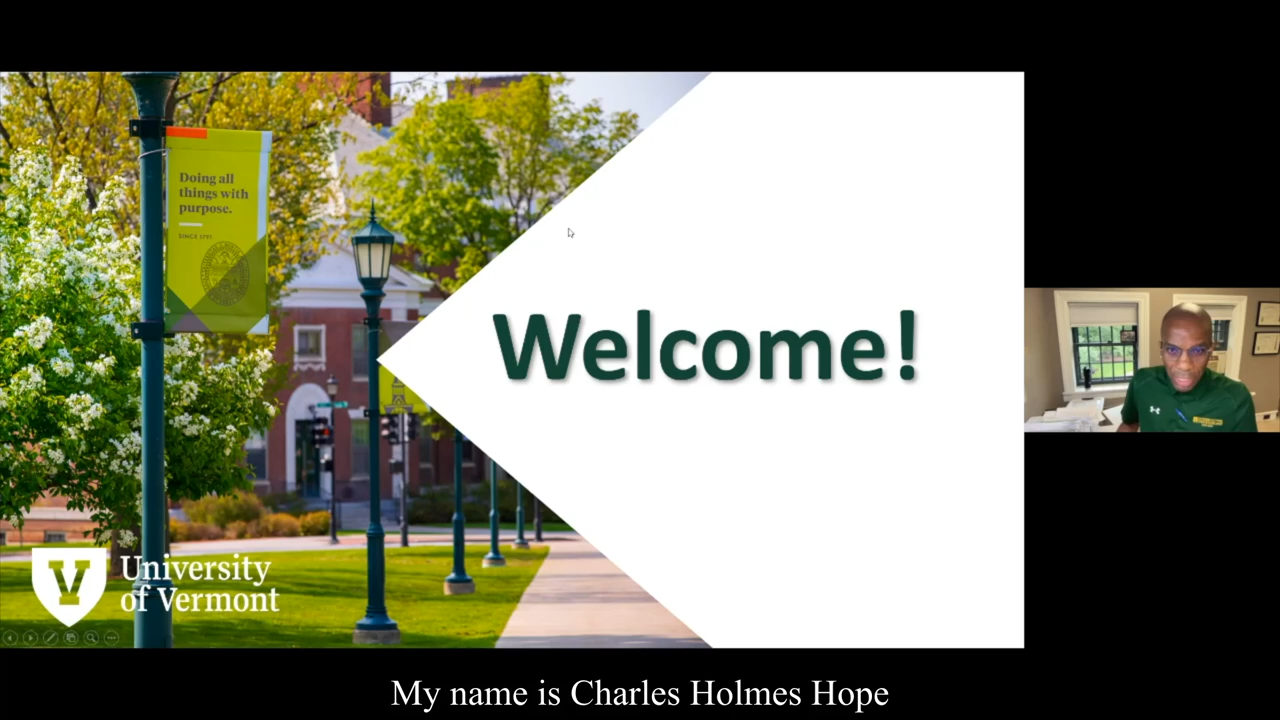 Doing all
things with
purpose.
SINCE 1791
Welcome!
University
of Vermont
My name is Charles Holmes Hope